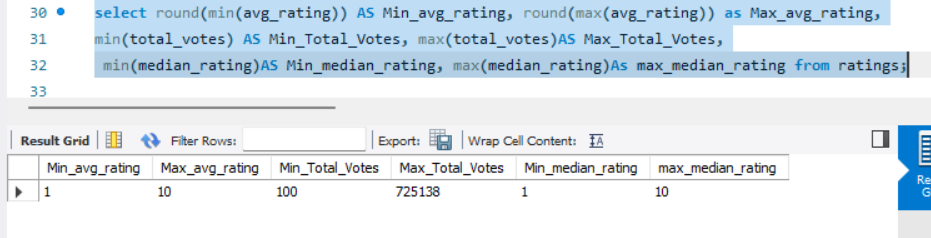 30 select round(min(avg_rating)) AS Min_avg_rating, round(max(avg_rating)) as Max_avg_rating,
31 min(total_votes) AS Min_Total_Votes, max(total_votes)AS Max_Total_Votes,
32 min(median_rating)AS Min_median_rating, max(median_rating)As max_median_rating from ratings;
33
Result Grid Filter Rows: Export: Wrap Cell Content: IA
Min_avg_rating Max_avg_rating Min_Total_Votes Max_Total_Votes Min_median_rating max_median_rating
1 10 100 725138 1 10
Re
G